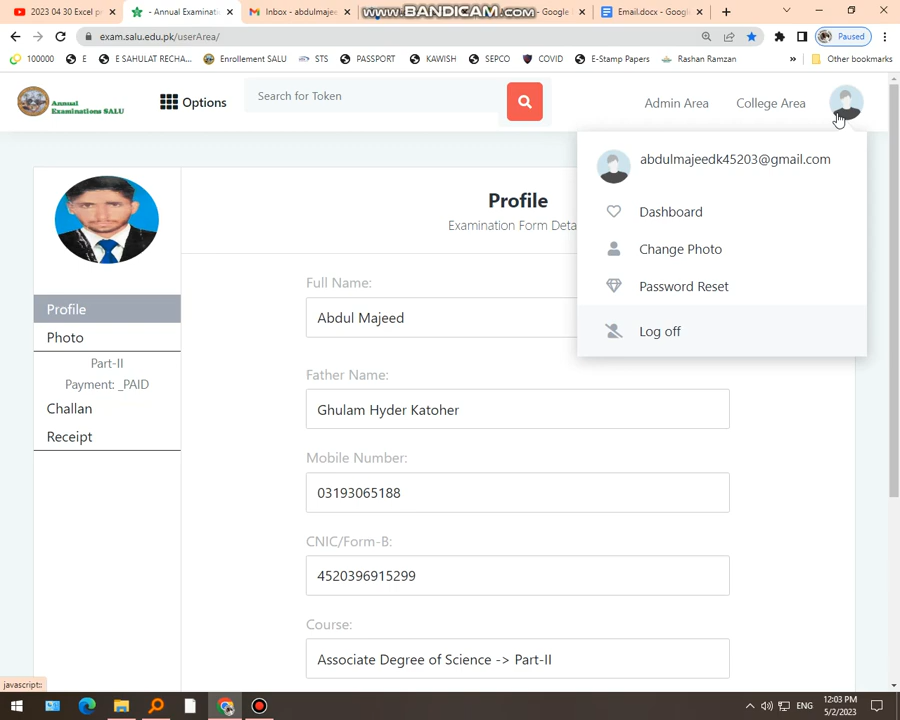 2023 04 30 Excel p
- Annual Examinati
Inbox - abdulmajee
www.BANDICAM.com
- Google
Email.docx - Goog
exam.salu.edu.pk/userArea/
Paused
100000
E
E SAHULAT RECHA...
Enrollement SALU
STS
PASSPORT
KAWISH
SEPCO
COVID
E-Stamp Papers
Rashan Ramzan
»
Other bookmarks
Annual
Examinations SALU
Options
Search for Token
Admin Area
College Area
abdulmajeedk45203@gmail.com
Dashboard
Change Photo
Password Reset
Log off
Profile
Examination Form Deta
Profile
Photo
Part-II
Payment: _PAID
Challan
Receipt
Full Name:
Abdul Majeed
Father Name:
Ghulam Hyder Katoher
Mobile Number:
03193065188
CNIC/Form-B:
4520396915299
Course:
Associate Degree of Science -> Part-II
javascript:;
ENG
12:03 PM
5/2/2023